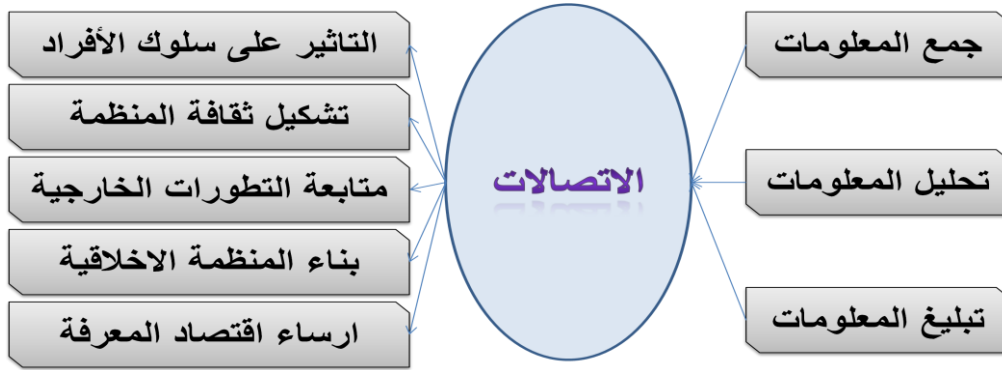 جمع المعلومات
تحليل المعلومات
تبليغ المعلومات
الاتصالات
التاثير على سلوك الأفراد
تشكيل ثقافة المنظمة
متابعة التطورات الخارجية
بناء المنظمة الاخلاقية
ارساء اقتصاد المعرفة